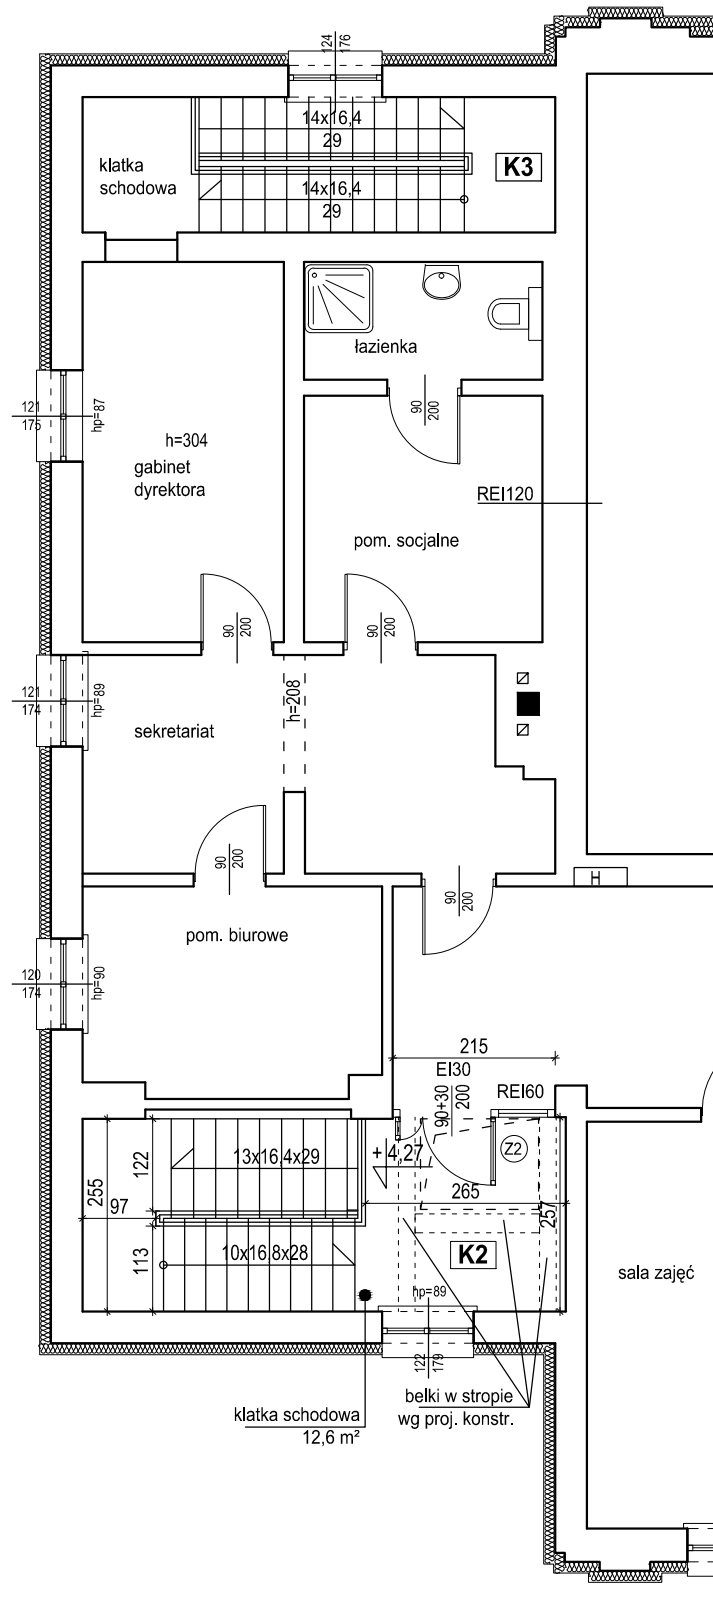 124
176
14x16,4
29
klatka
schodowa
K3
14x16,4
29
łazienka
90
200
121
175
hp=87
h=304
gabinet
dyrektora
REI120
pom. socjalne
90
200
90
200
121
174
hp=89
h=208
sekretariat
90
200
H
90
200
pom. biurowe
120
174
hp=90
215
EI30
90+30
200
REI60
+4,27
Z2
122
13x16,4x29
255
97
265
257
113
10x16.8x28
K2
sala zajęć
hp=89
122
179
belki w stropie
wg proj. konstr.
klatka schodowa
12,6 m²